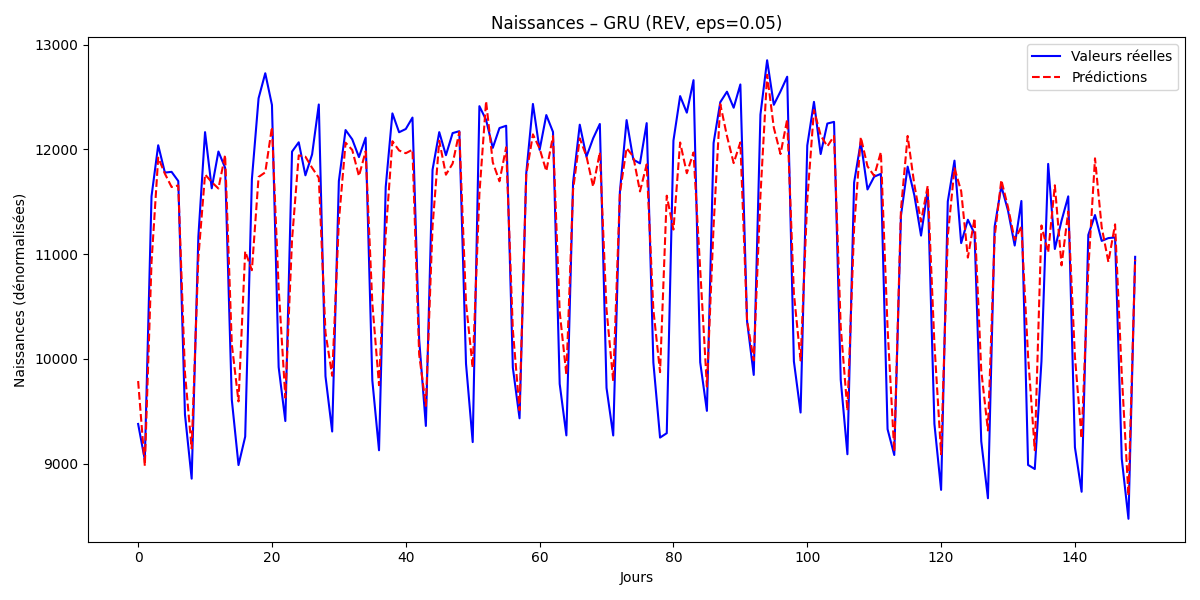 Naissances – GRU (REV, eps=0.05)
Valeurs réelles
Prédictions
Naissances (dénormalisées)
13000
12000
11000
10000
9000
0 20 40 60 80 100 120 140
Jours